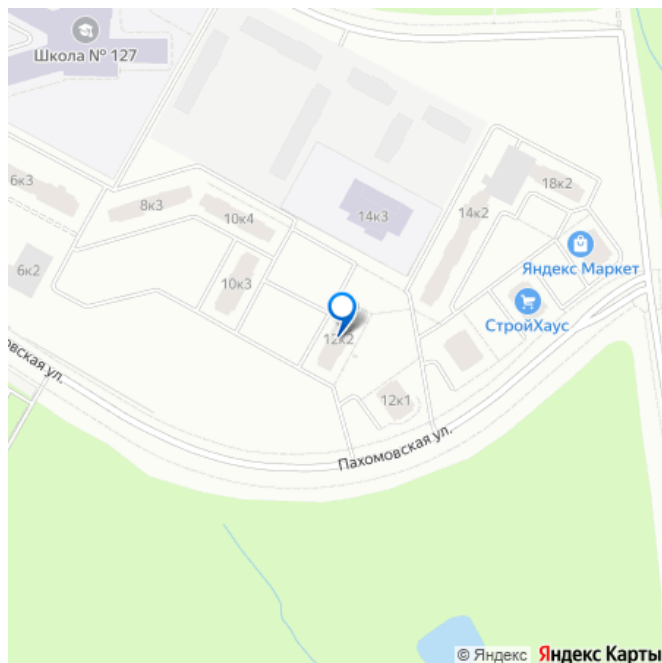 Школа № 127
6к3
8к3
10к4
14к3
14к2
18к2
6к2
10к3
Яндекс Маркет
СтройХаус
12к2
овская ул.
12к1
Пахомовская ул.
© Яндекс Яндекс Карты